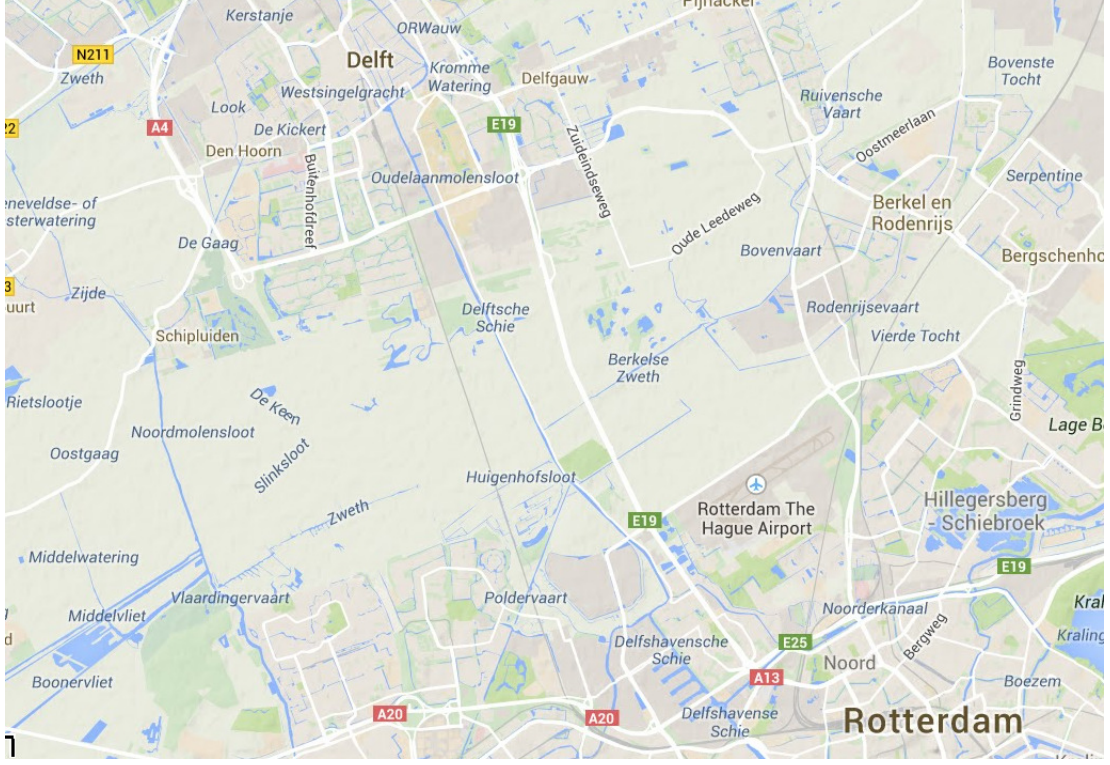 Kerstanje
ORWauw
Pijnacker
N211
Zweth
Delft
Kromme
Watering
Delfgauw
Bovenste
Tocht
Look
Westsingelgracht
Ruivensche
Vaart
22
A4
De Kickert
E19
Zuideindseweg
Oostmeerlaan
Den Hoorn
Buitenhofdreef
Oudelaanmolensloot
Serpentine
eneveldse- of
sterwatering
Oude Leedeweg
Berkel en
Rodenrijs
De Gaag
Bovenvaart
Bergschenho
3
Zijde
uurt
Delftsche
Schie
Rodenrijsevaart
Schipluiden
Vierde Tocht
Berkelse
Zweth
Grindweg
Rietslootje
De Keen
Lage B
Noordmolensloot
Oostgaag
Slinksloot
Huigenhofsloot
Zweth
Rotterdam The
Hague Airport
Hillegersberg
- Schiebroek
E19
Middelwatering
E19
Middelvliet
Vlaardingervaart
Poldervaart
Noorderkanaal
Kral
d
Delfshavensche
Schie
E25
Bergweg
Kraling
Noord
Boonervliet
A13
Boezem
A20
A20
Delfshavense
Schie
Rotterdam